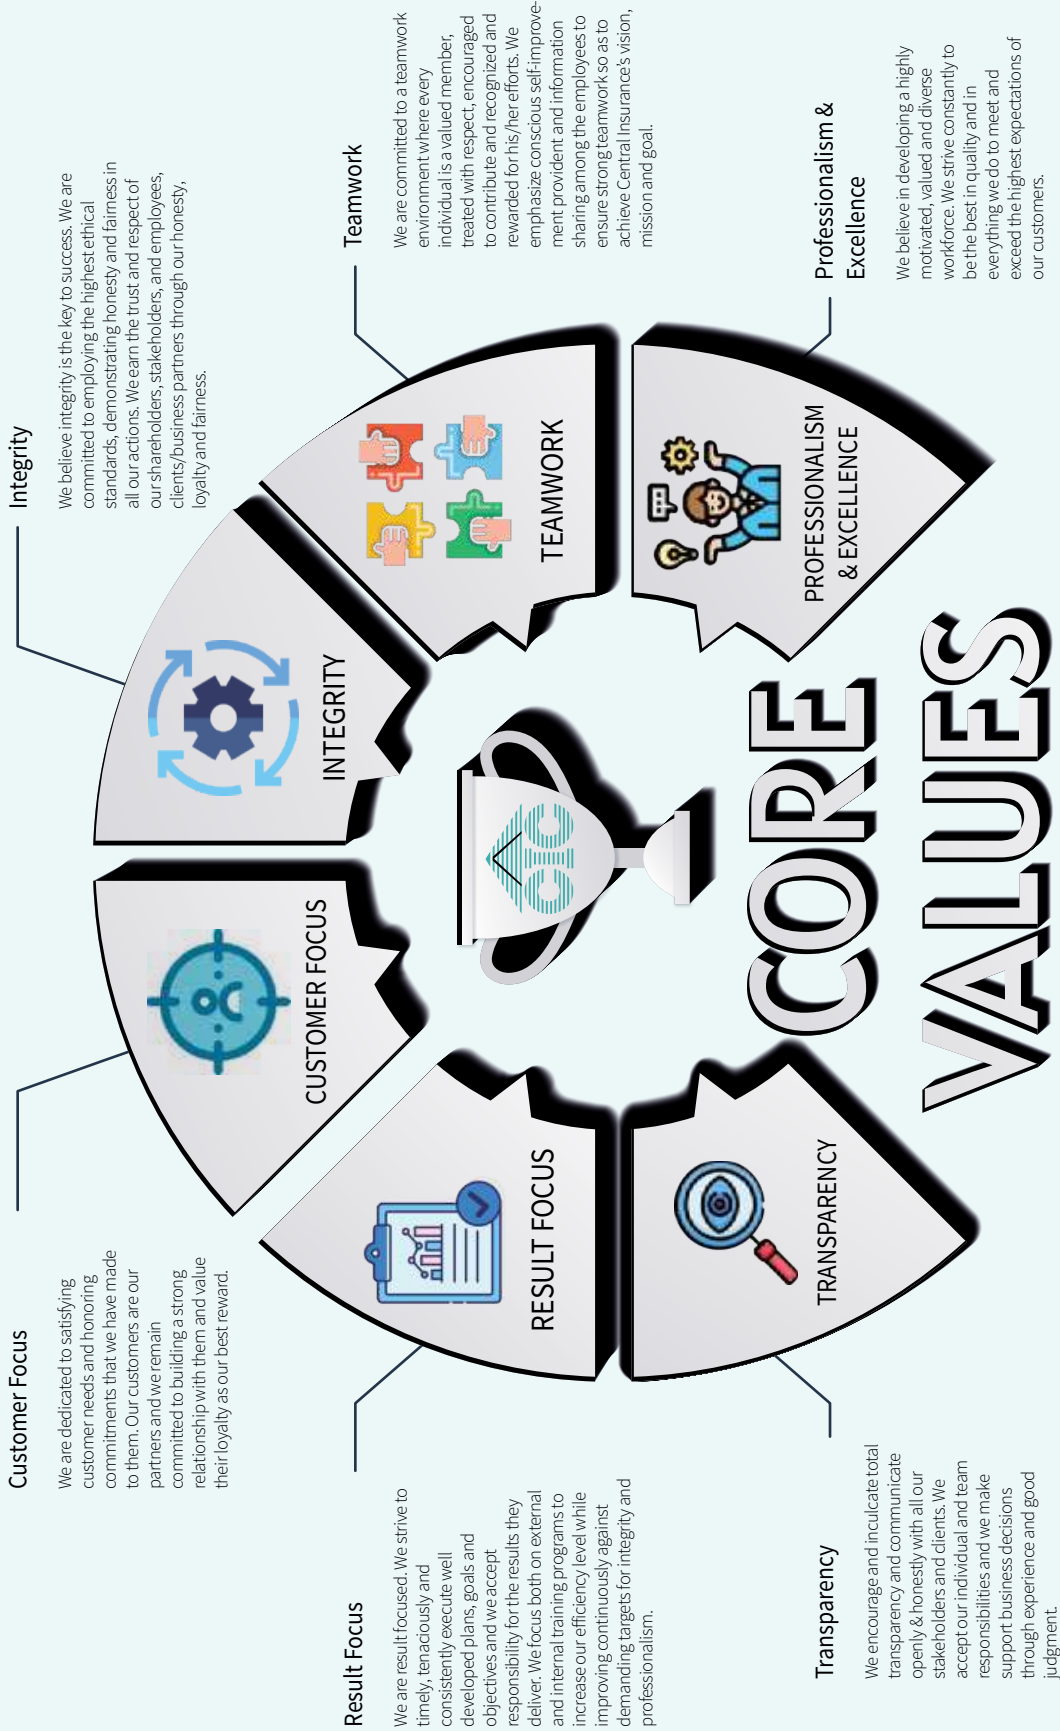 Customer Focus
We are dedicated to satisfying
customer needs and honoring
commitments that we have made
to them. Our customers are our
partners and we remain
committed to building a strong
relationship with them and value
their loyalty as our best reward.
Integrity
We believe integrity is the key to success. We are
committed to employing the highest ethical
standards, demonstrating honesty and fairness in
all our actions. We earn the trust and respect of
our shareholders, stakeholders, and employees,
clients/business partners through our honesty,
loyalty and fairness.
Result Focus
We are result focused. We strive to
timely, tenaciously and
consistently execute well
developed plans, goals and
objectives and we accept
responsibility for the results they
deliver. We focus both on external
and internal training programs to
increase our efficiency level while
improving continuously against
demanding targets for integrity and
professionalism.
Teamwork
We are committed to a teamwork
environment where every
individual is a valued member,
treated with respect, encouraged
to contribute and recognized and
rewarded for his/her efforts. We
emphasize conscious self-improve-
ment provident and information
sharing among the employees to
ensure strong teamwork so as to
achieve Central Insurance's vision,
mission and goal.
Transparency
We encourage and inculcate total
transparency and communicate
openly & honestly with all our
stakeholders and clients. We
accept our individual and team
responsibilities and we make
support business decisions
through experience and good
judgment.
Professionalism &
Excellence
We believe in developing a highly
motivated, valued and diverse
workforce. We strive constantly to
be the best in quality and in
everything we do to meet and
exceed the highest expectations of
our customers.
CUSTOMER FOCUS
INTEGRITY
RESULT FOCUS
TEAMWORK
TRANSPARENCY
PROFESSIONALISM
& EXCELLENCE
CIC
CORE
VALUES